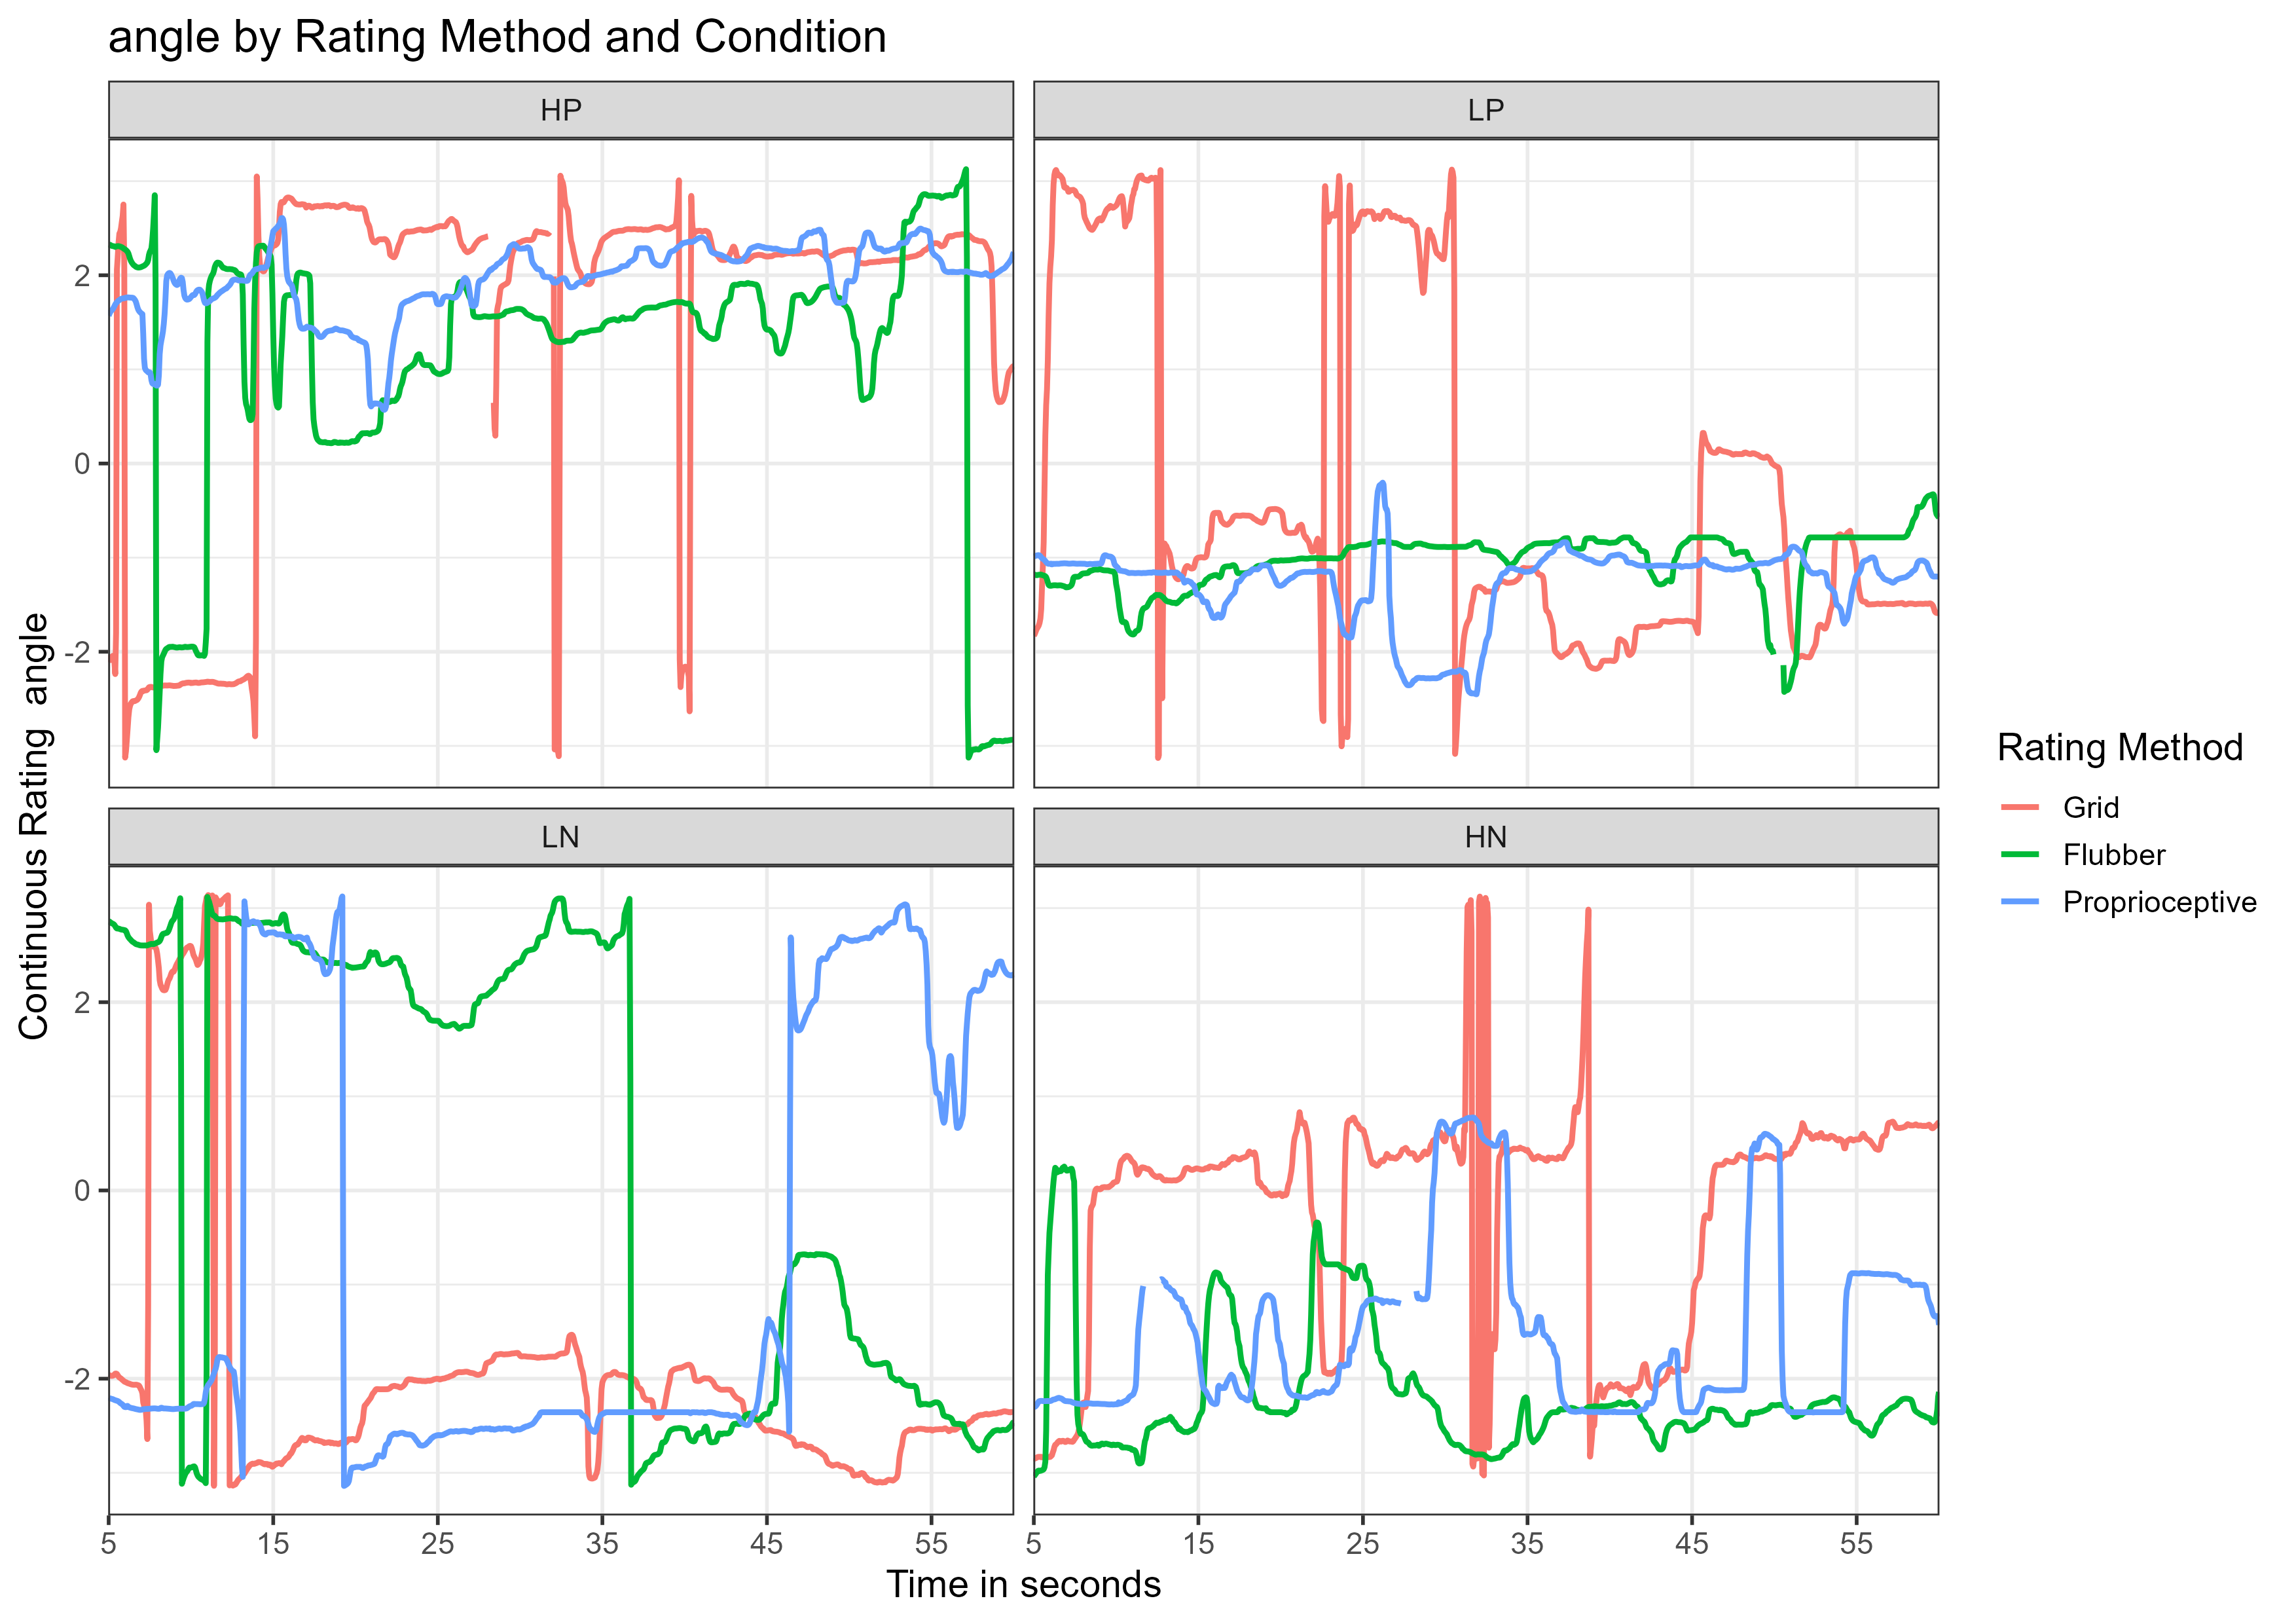 angle by Rating Method and Condition
HP
LP
2
0
-2
LN
HN
2
0
-2
5 15 25 35 45 55
5 15 25 35 45 55
Time in seconds
Continuous Rating  angle
Rating Method
Grid
Flubber
Proprioceptive